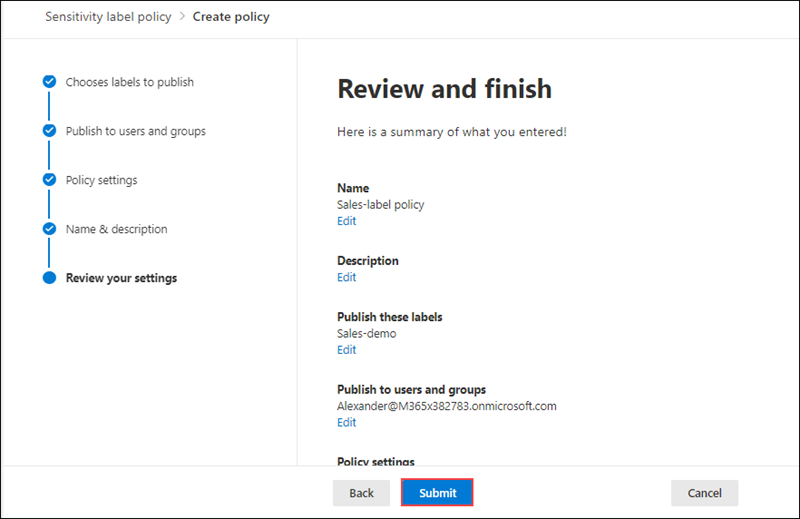 Sensitivity label policy > Create policy
Chooses labels to publish
Publish to users and groups
Policy settings
Name & description
Review your settings
Review and finish
Here is a summary of what you entered!
Name
Sales-label policy
Edit
Description
Edit
Publish these labels
Sales-demo
Edit
Publish to users and groups
Alexander@M365x382783.onmicrosoft.com
Edit
Policy settings
Back
Submit
Cancel